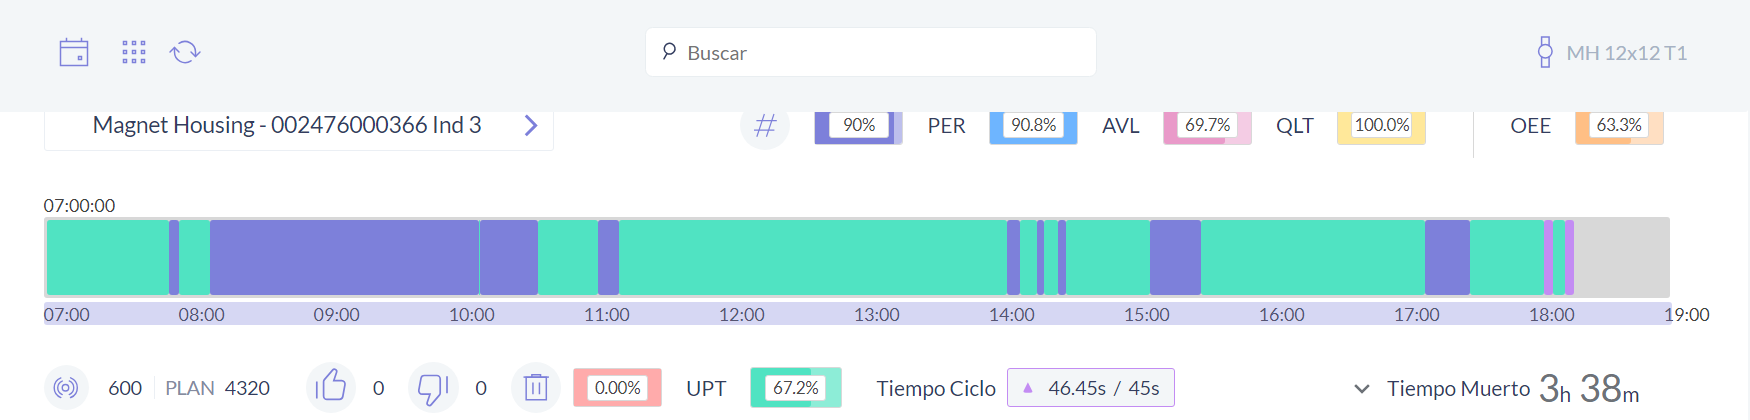 Buscar
MH 12x12 T1
Magnet Housing - 002476000366 Ind 3
# 90% PER 90.8% AVL 69.7% QLT 100.0% OEE 63.3%
07:00:00
07:00 08:00 09:00 10:00 11:00 12:00 13:00 14:00 15:00 16:00 17:00 18:00 19:00
600 PLAN 4320 0 0 0.00% UPT 67.2% Tiempo Ciclo 46.45s / 45s Tiempo Muerto 3h 38m